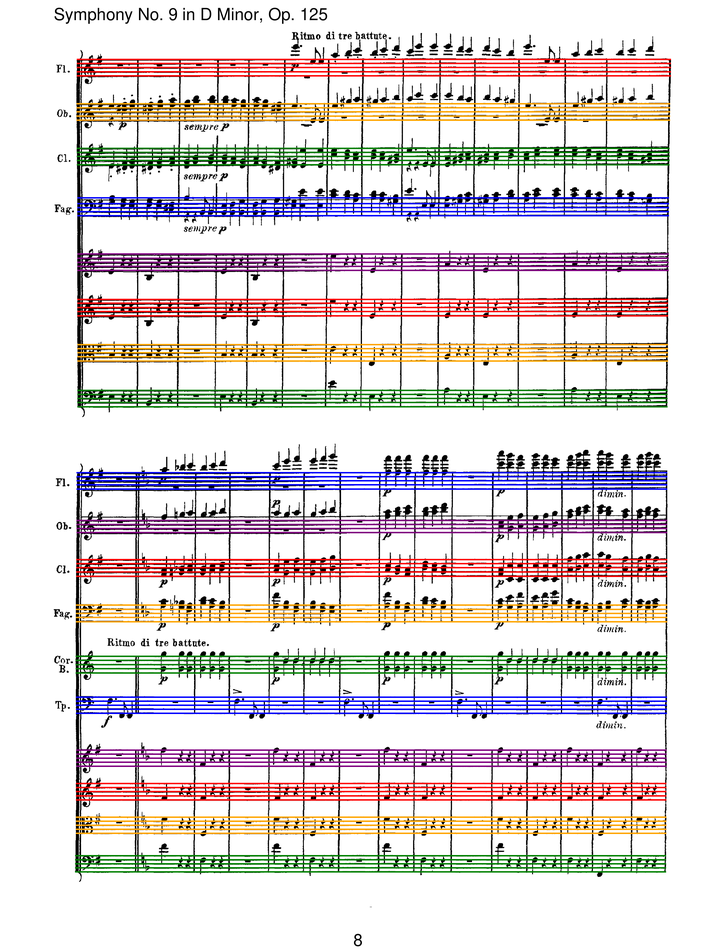 Symphony No. 9 in D Minor, Op. 125
Ritmo di tre battute.
Fl.
p
Ob.
p
sempre p
Cl.
sempre p
Fag.
sempre p
Fl.
p p p p dimin.
Ob.
p p p p dimin.
Cl.
p p p p dimin.
Fag.
p p p p dimin.
Ritmo di tre battute.
Cor.
B.
p p p p dimin.
Tp.
f dimin.
8